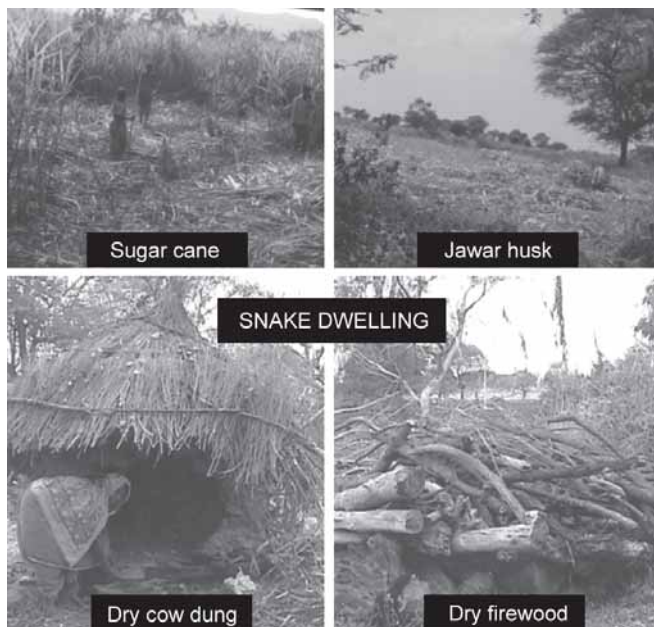 Sugar cane
Jawar husk
SNAKE DWELLING
Dry cow dung
Dry firewood